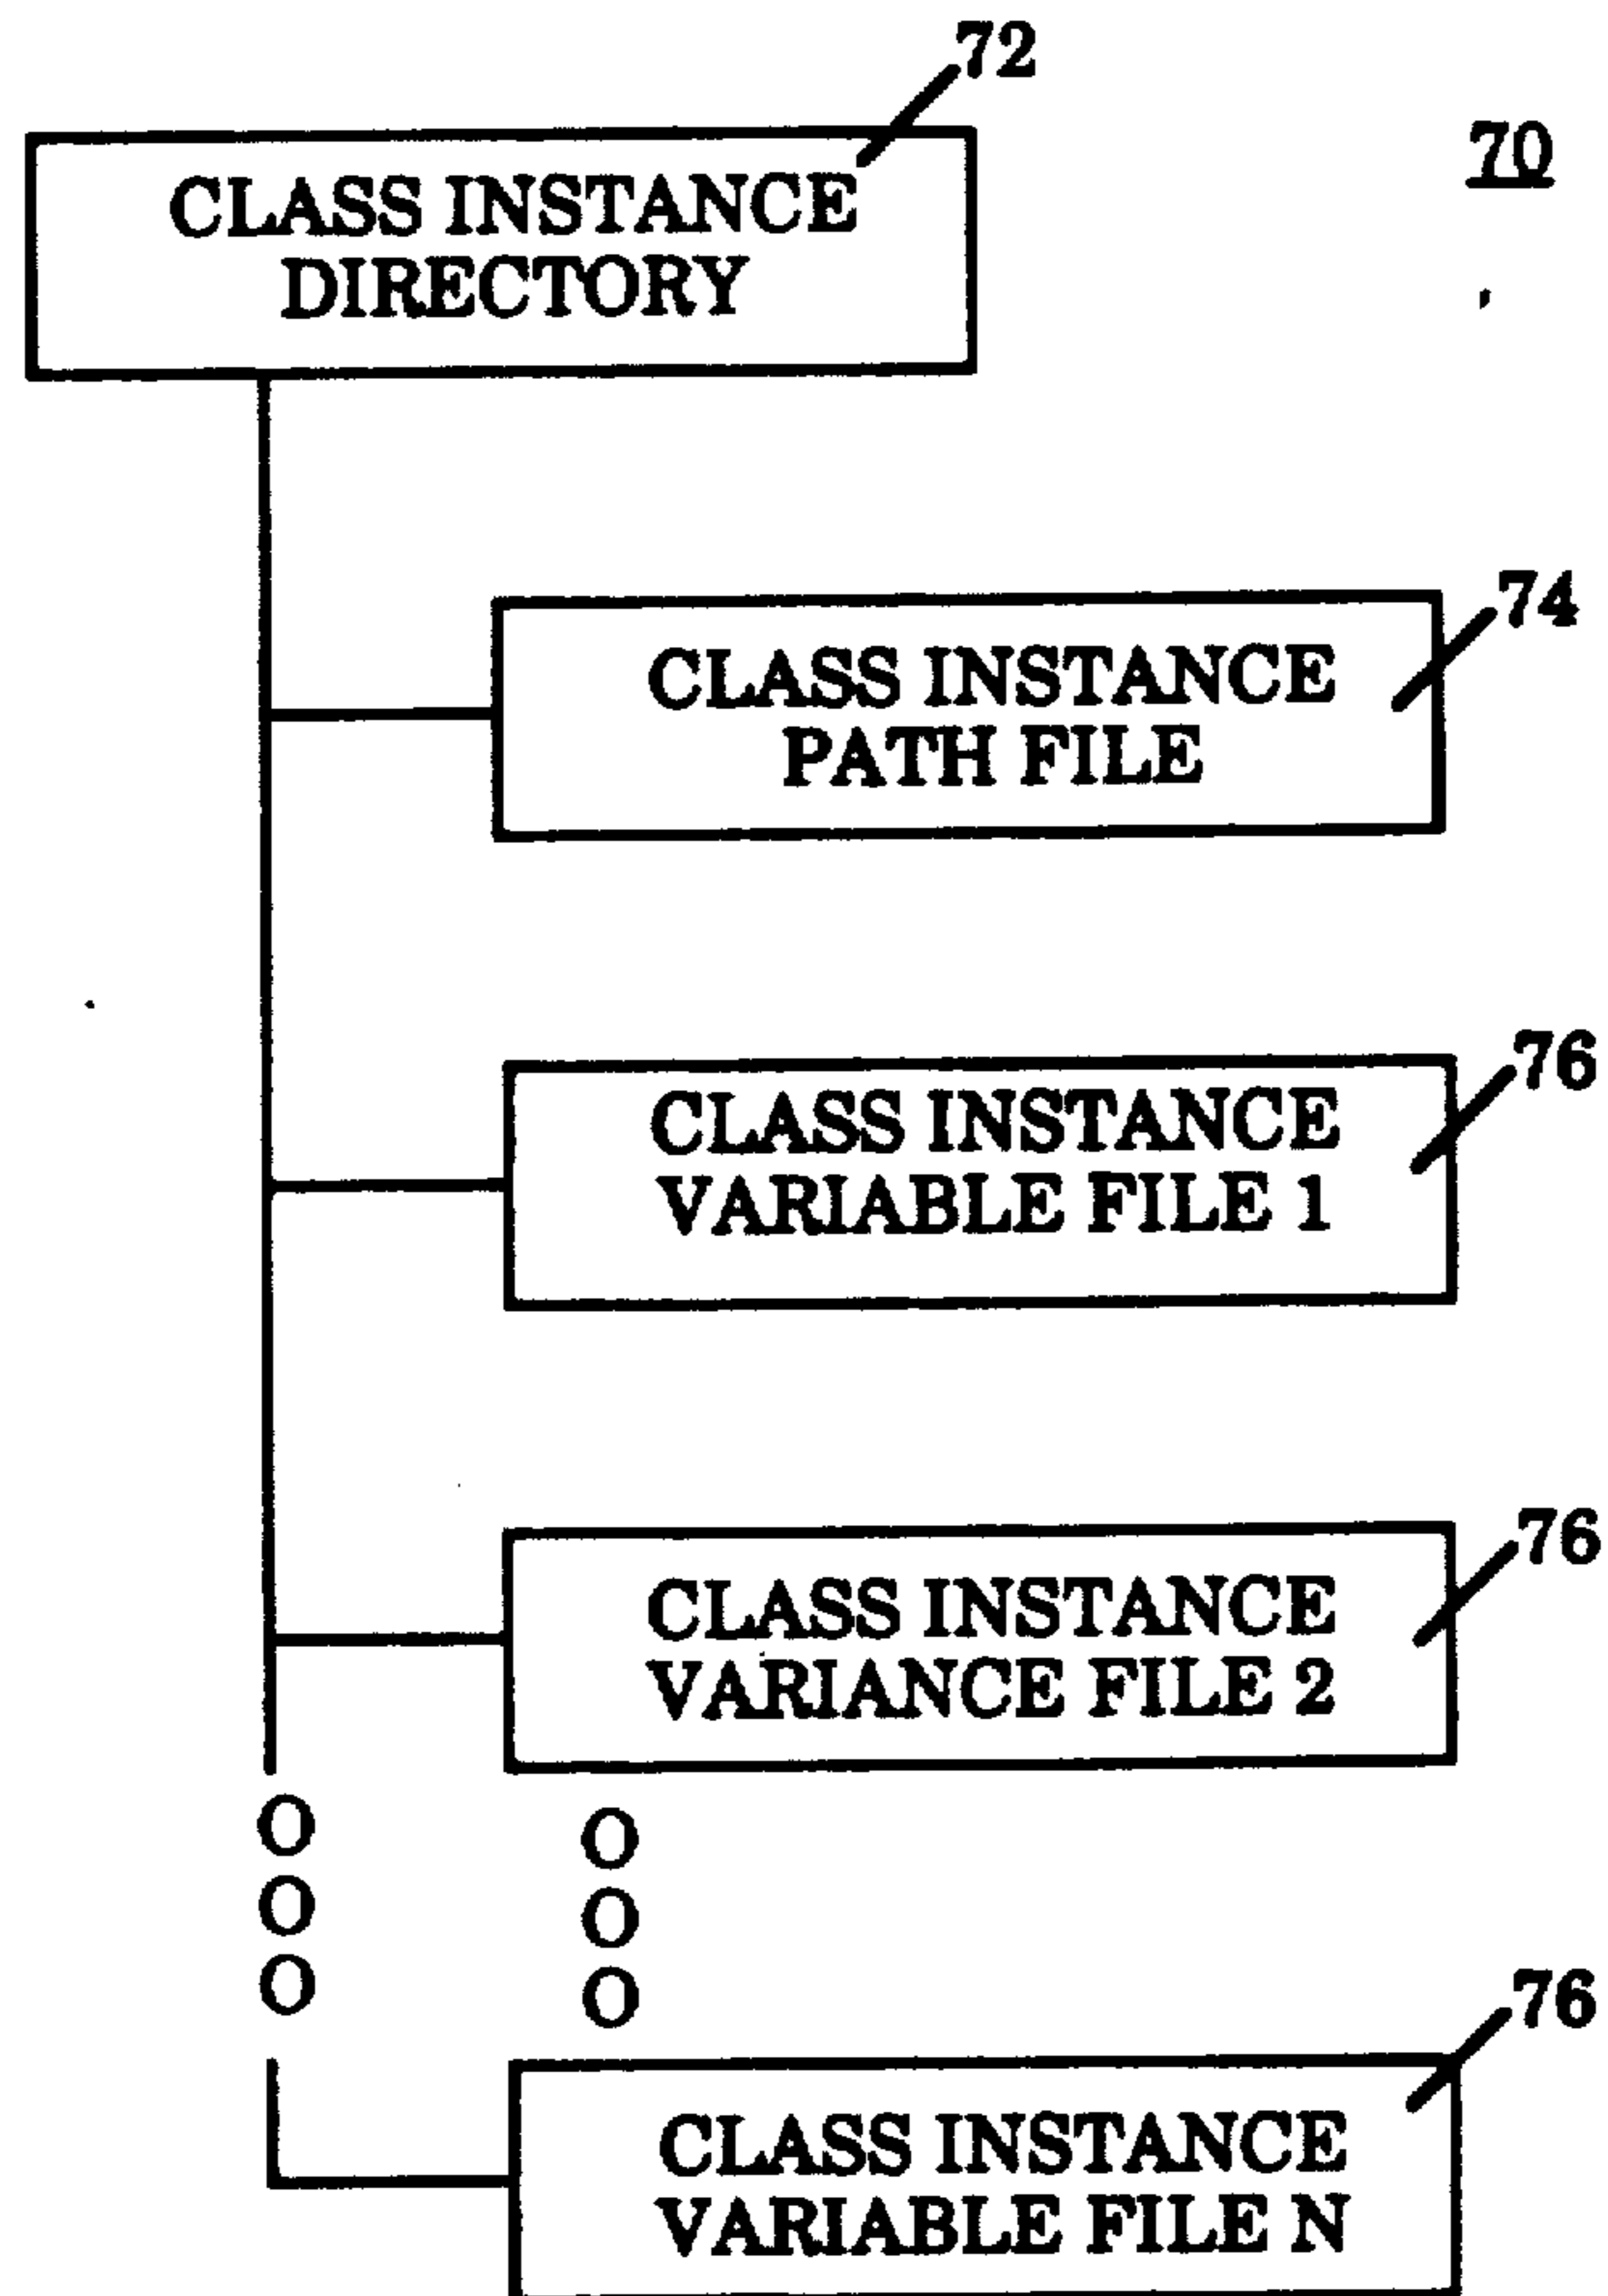 72
70
CLASS INSTANCE
DIRECTORY
74
CLASS INSTANCE
PATH FILE
76
CLASS INSTANCE
VARIABLE FILE 1
76
CLASS INSTANCE
VARIANCE FILE 2
O O
O O
O O
76
CLASS INSTANCE
VARIABLE FILE N